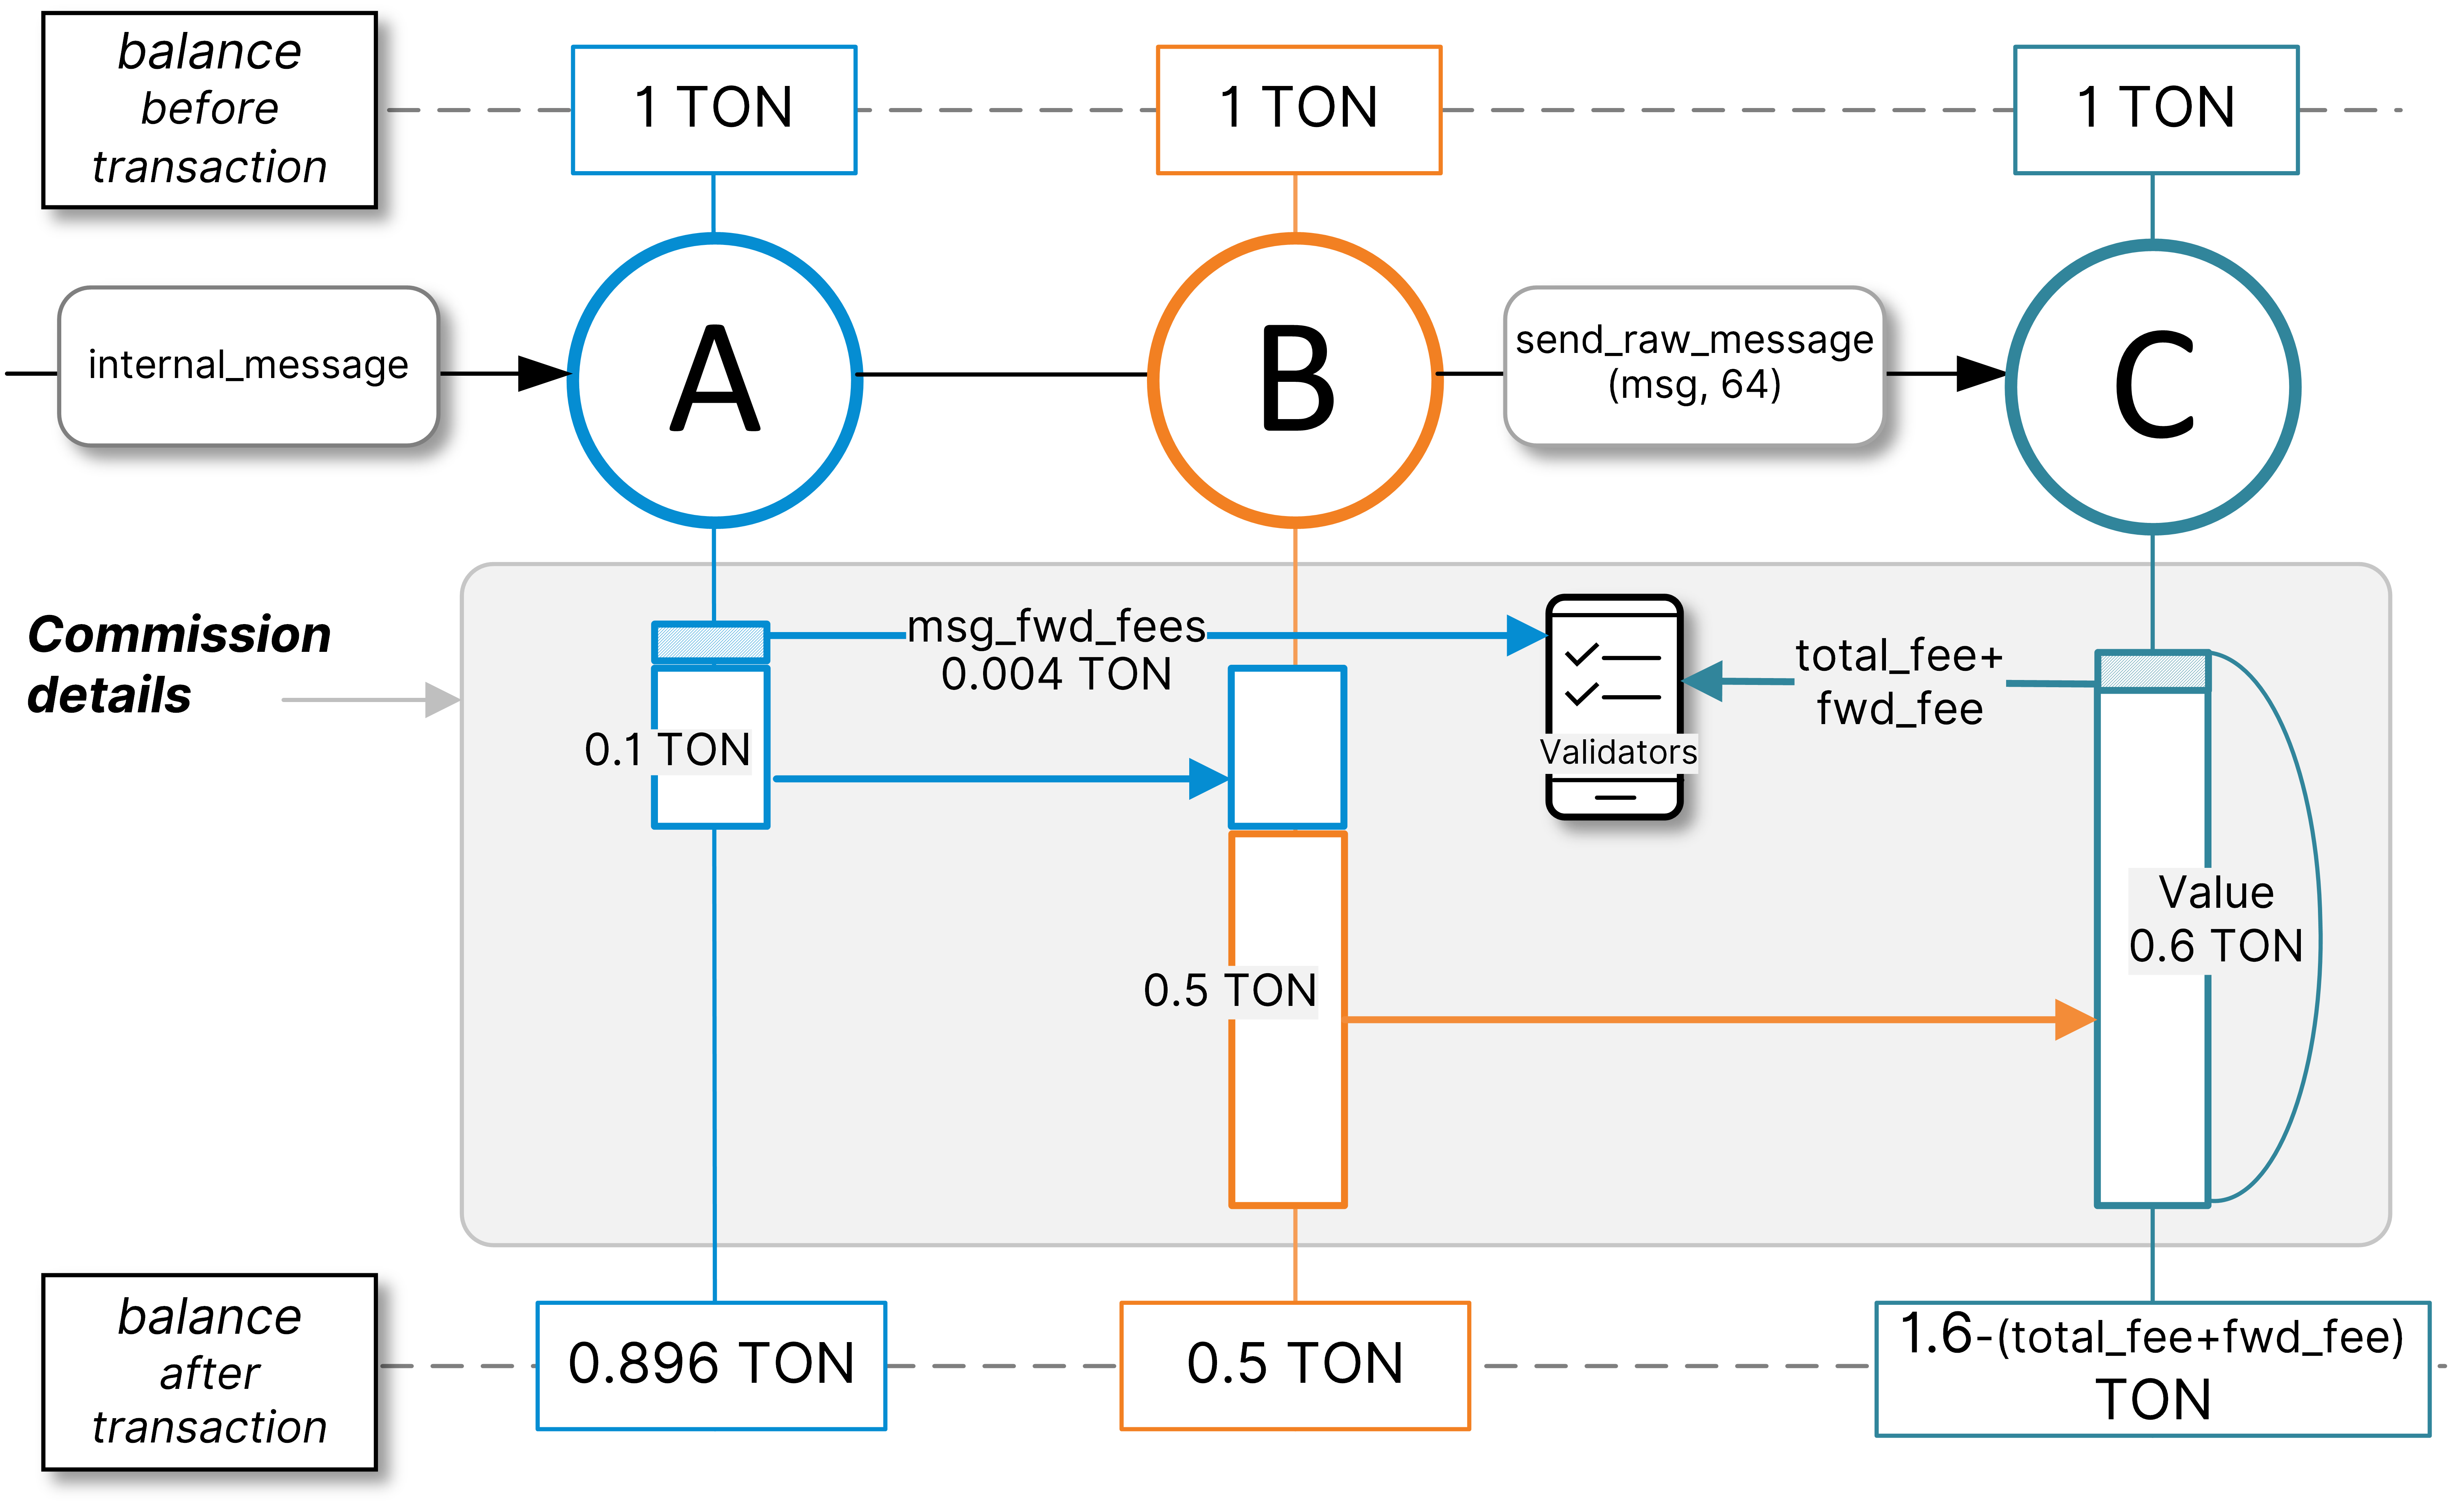 balance
before
transaction
1 TON
1 TON
1 TON
internal_message
A
B
send_raw_message
(msg, 64)
C
Commission
details
msg_fwd_fees
0.004 TON
total_fee+
fwd_fee
0.1 TON
Validators
Value
0.6 TON
0.5 TON
balance
after
transaction
0.896 TON
0.5 TON
1.6-(total_fee+fwd_fee)
TON